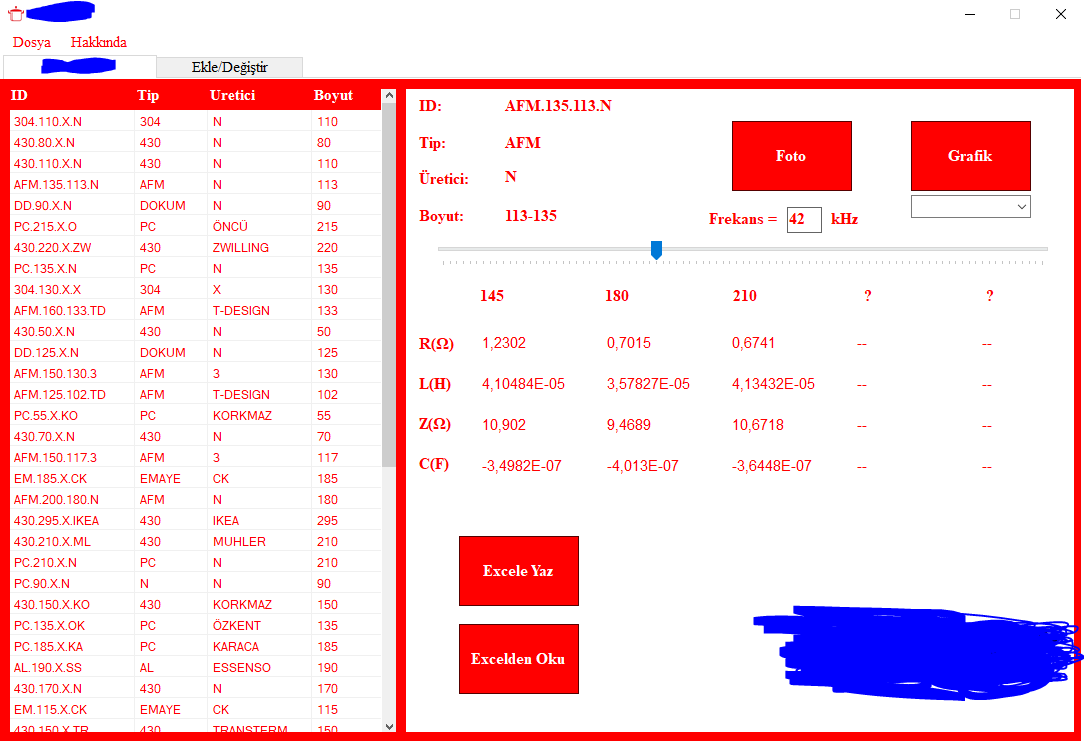 Dosya Hakkında
Ekle/Değiştir
ID Tip Uretici Boyut
304.110.X.N 304 N 110
430.80.X.N 430 N 80
430.110.X.N 430 N 110
AFM.135.113.N AFM N 113
DD.90.X.N DOKUM N 90
PC.215.X.O PC ÖNCÜ 215
430.220.X.ZW 430 ZWILLING 220
PC.135.X.N PC N 135
304.130.X.X 304 X 130
AFM.160.133.TD AFM T-DESIGN 133
430.50.X.N 430 N 50
DD.125.X.N DOKUM N 125
AFM.150.130.3 AFM 3 130
AFM.125.102.TD AFM T-DESIGN 102
PC.55.X.KO PC KORKMAZ 55
430.70.X.N 430 N 70
AFM.150.117.3 AFM 3 117
EM.185.X.CK EMAYE CK 185
AFM.200.180.N AFM N 180
430.295.X.IKEA 430 IKEA 295
430.210.X.ML 430 MUHLER 210
PC.210.X.N PC N 210
PC.90.X.N N N 90
430.150.X.KO 430 KORKMAZ 150
PC.135.X.OK PC ÖZKENT 135
PC.185.X.KA PC KARACA 185
AL.190.X.SS AL ESSENSO 190
430.170.X.N 430 N 170
EM.115.X.CK EMAYE CK 115
430.150.X.TR 430 TRANSTERM 150
ID: AFM.135.113.N
Tip: AFM
Üretici: N
Boyut: 113-135
Foto
Grafik
Frekans = 42 kHz
145 180 210 ? ?
R(Ω) 1,2302 0,7015 0,6741 -- --
L(H) 4,10484E-05 3,57827E-05 4,13432E-05 -- --
Z(Ω) 10,902 9,4689 10,6718 -- --
C(F) -3,4982E-07 -4,013E-07 -3,6448E-07 -- --
Excele Yaz
Excelden Oku